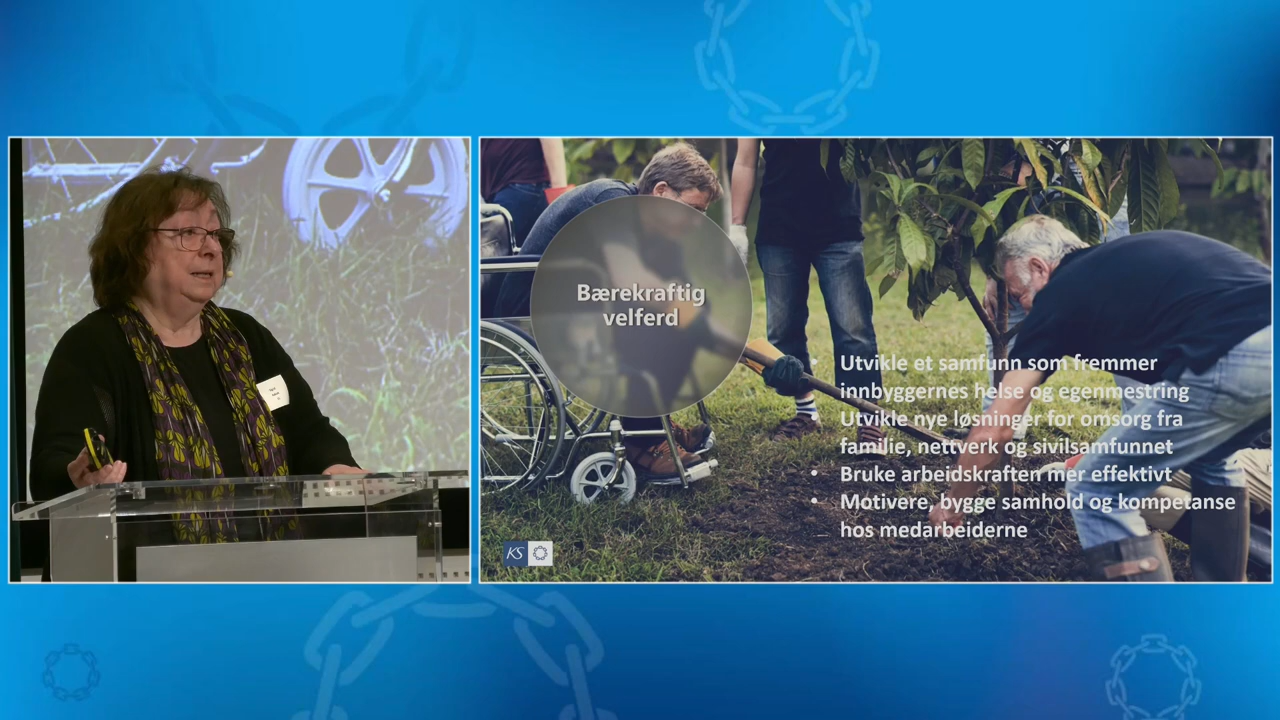 Bærekraftig
velferd
• Utvikle et samfunn som fremmer
innbyggernes helse og egenmestring
Utvikle nye løsninger for omsorg fra
familie, nettverk og sivilsamfunnet
• Bruke arbeidskraften mer effektivt
• Motivere, bygge samhold og kompetanse
hos medarbeiderne
KS